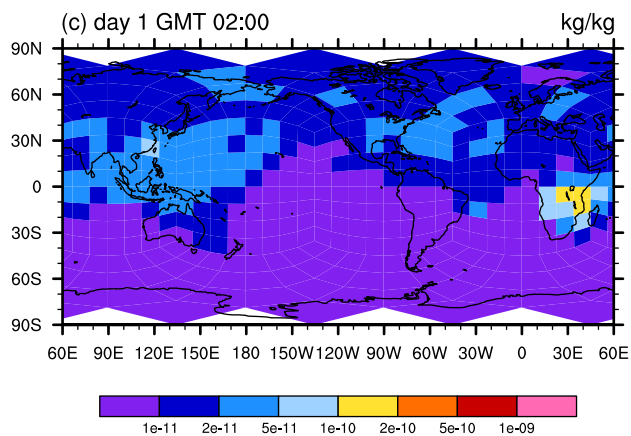 (c) day 1 GMT 02:00 kg/kg
90N
60N
30N
0
30S
60S
90S
60E 90E 120E 150E 180 150W 120W 90W 60W 30W 0 30E 60E
1e-11 2e-11 5e-11 1e-10 2e-10 5e-10 1e-09